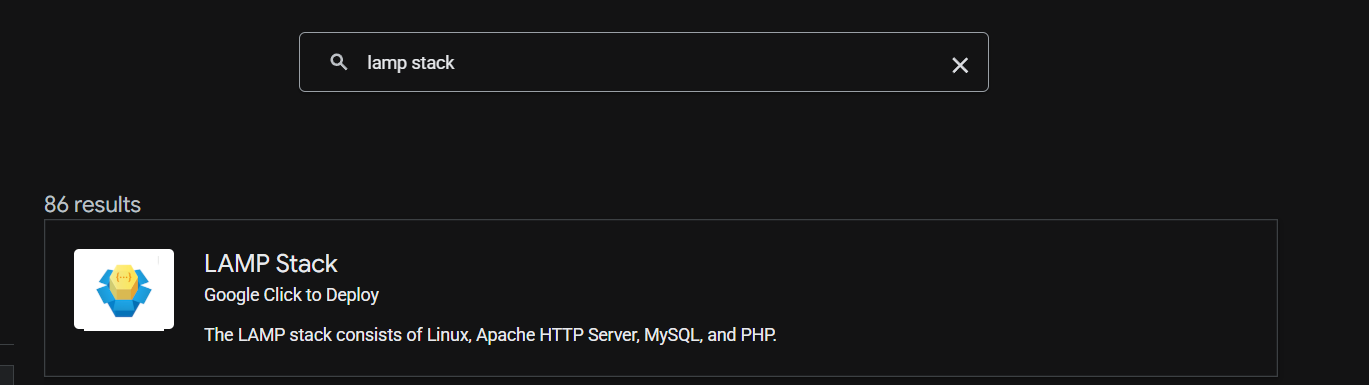 lamp stack
86 results
LAMP Stack
Google Click to Deploy
The LAMP stack consists of Linux, Apache HTTP Server, MySQL, and PHP.